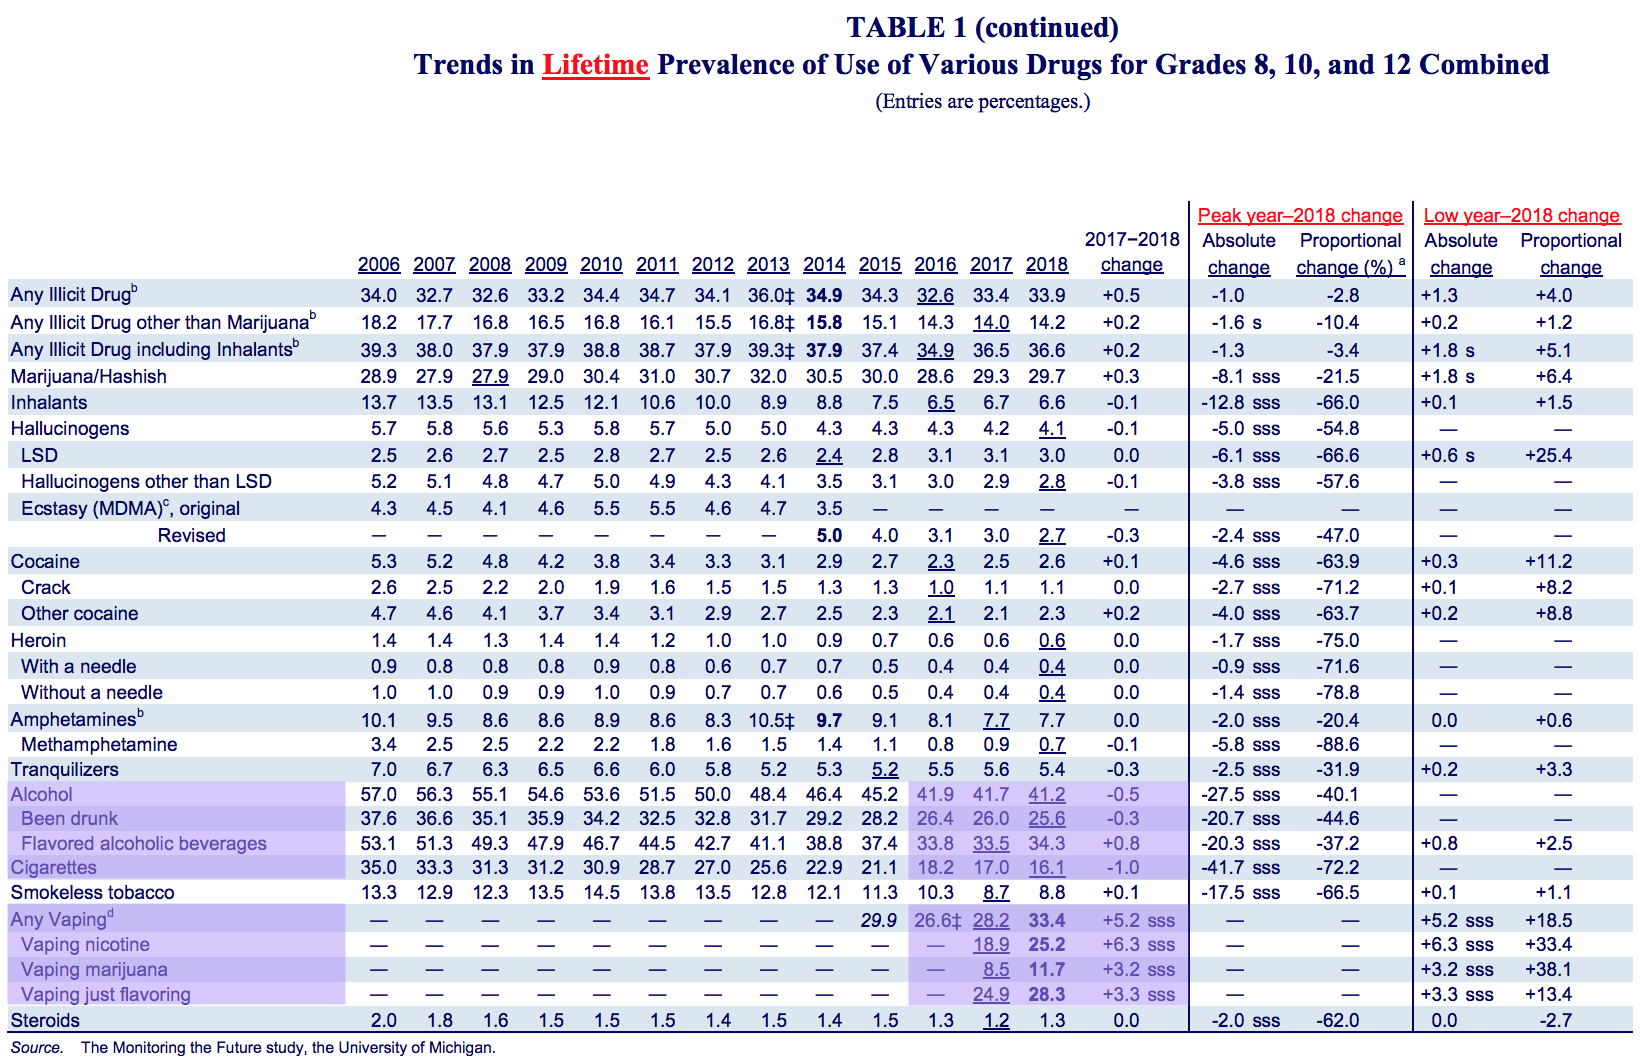 TABLE 1 (continued)
Trends in Lifetime Prevalence of Use of Various Drugs for Grades 8, 10, and 12 Combined
(Entries are percentages.)
Peak year–2018 change Low year–2018 change
2017–2018 Absolute Proportional Absolute Proportional
2006 2007 2008 2009 2010 2011 2012 2013 2014 2015 2016 2017 2018 change change change (%) a change change
Any Illicit Drugb 34.0 32.7 32.6 33.2 34.4 34.7 34.1 36.0‡ 34.9 34.3 32.6 33.4 33.9 +0.5 -1.0 -2.8 +1.3 +4.0
Any Illicit Drug other than Marijuanab 18.2 17.7 16.8 16.5 16.8 16.1 15.5 16.8‡ 15.8 15.1 14.3 14.0 14.2 +0.2 -1.6 s -10.4 +0.2 +1.2
Any Illicit Drug including Inhalantsb 39.3 38.0 37.9 37.9 38.8 38.7 37.9 39.3‡ 37.9 37.4 34.9 36.5 36.6 +0.2 -1.3 -3.4 +1.8 s +5.1
Marijuana/Hashish 28.9 27.9 27.9 29.0 30.4 31.0 30.7 32.0 30.5 30.0 28.6 29.3 29.7 +0.3 -8.1 sss -21.5 +1.8 s +6.4
Inhalants 13.7 13.5 13.1 12.5 12.1 10.6 10.0 8.9 8.8 7.5 6.5 6.7 6.6 -0.1 -12.8 sss -66.0 +0.1 +1.5
Hallucinogens 5.7 5.8 5.6 5.3 5.8 5.7 5.0 5.0 4.3 4.3 4.3 4.2 4.1 -0.1 -5.0 sss -54.8 — —
LSD 2.5 2.6 2.7 2.5 2.8 2.7 2.5 2.6 2.4 2.8 3.1 3.1 3.0 0.0 -6.1 sss -66.6 +0.6 s +25.4
Hallucinogens other than LSD 5.2 5.1 4.8 4.7 5.0 4.9 4.3 4.1 3.5 3.1 3.0 2.9 2.8 -0.1 -3.8 sss -57.6 — —
Ecstasy (MDMA)c, original 4.3 4.5 4.1 4.6 5.5 5.5 4.6 4.7 3.5 — — — — — — — — —
Revised — — — — — — — — 5.0 4.0 3.1 3.0 2.7 -0.3 -2.4 sss -47.0 — —
Cocaine 5.3 5.2 4.8 4.2 3.8 3.4 3.3 3.1 2.9 2.7 2.3 2.5 2.6 +0.1 -4.6 sss -63.9 +0.3 +11.2
Crack 2.6 2.5 2.2 2.0 1.9 1.6 1.5 1.5 1.3 1.3 1.0 1.1 1.1 0.0 -2.7 sss -71.2 +0.1 +8.2
Other cocaine 4.7 4.6 4.1 3.7 3.4 3.1 2.9 2.7 2.5 2.3 2.1 2.1 2.3 +0.2 -4.0 sss -63.7 +0.2 +8.8
Heroin 1.4 1.4 1.3 1.4 1.4 1.2 1.0 1.0 0.9 0.7 0.6 0.6 0.6 0.0 -1.7 sss -75.0 — —
With a needle 0.9 0.8 0.8 0.8 0.9 0.8 0.6 0.7 0.7 0.5 0.4 0.4 0.4 0.0 -0.9 sss -71.6 — —
Without a needle 1.0 1.0 0.9 0.9 1.0 0.9 0.7 0.7 0.6 0.5 0.4 0.4 0.4 0.0 -1.4 sss -78.8 — —
Amphetaminesb 10.1 9.5 8.6 8.6 8.9 8.6 8.3 10.5‡ 9.7 9.1 8.1 7.7 7.7 0.0 -2.0 sss -20.4 0.0 +0.6
Methamphetamine 3.4 2.5 2.5 2.2 2.2 1.8 1.6 1.5 1.4 1.1 0.8 0.9 0.7 -0.1 -5.8 sss -88.6 — —
Tranquilizers 7.0 6.7 6.3 6.5 6.6 6.0 5.8 5.2 5.3 5.2 5.5 5.6 5.4 -0.3 -2.5 sss -31.9 +0.2 +3.3
Alcohol 57.0 56.3 55.1 54.6 53.6 51.5 50.0 48.4 46.4 45.2 41.9 41.7 41.2 -0.5 -27.5 sss -40.1 — —
Been drunk 37.6 36.6 35.1 35.9 34.2 32.5 32.8 31.7 29.2 28.2 26.4 26.0 25.6 -0.3 -20.7 sss -44.6 — —
Flavored alcoholic beverages 53.1 51.3 49.3 47.9 46.7 44.5 42.7 41.1 38.8 37.4 33.8 33.5 34.3 +0.8 -20.3 sss -37.2 +0.8 +2.5
Cigarettes 35.0 33.3 31.3 31.2 30.9 28.7 27.0 25.6 22.9 21.1 18.2 17.0 16.1 -1.0 -41.7 sss -72.2 — —
Smokeless tobacco 13.3 12.9 12.3 13.5 14.5 13.8 13.5 12.8 12.1 11.3 10.3 8.7 8.8 +0.1 -17.5 sss -66.5 +0.1 +1.1
Any Vapingd — — — — — — — — — 29.9 26.6‡ 28.2 33.4 +5.2 sss — — +5.2 sss +18.5
Vaping nicotine — — — — — — — — — — — 18.9 25.2 +6.3 sss — — +6.3 sss +33.4
Vaping marijuana — — — — — — — — — — — 8.5 11.7 +3.2 sss — — +3.2 sss +38.1
Vaping just flavoring — — — — — — — — — — — 24.9 28.3 +3.3 sss — — +3.3 sss +13.4
Steroids 2.0 1.8 1.6 1.5 1.5 1.5 1.4 1.5 1.4 1.5 1.3 1.2 1.3 0.0 -2.0 sss -62.0 0.0 -2.7
Source. The Monitoring the Future study, the University of Michigan.